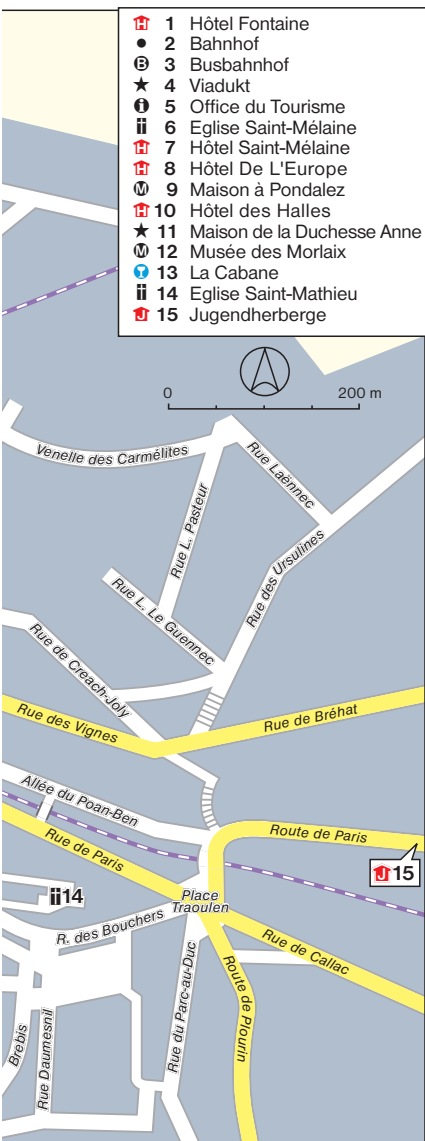 1 Hôtel Fontaine
2 Bahnhof
B 3 Busbahnhof
4 Viadukt
i 5 Office du Tourisme
6 Eglise Saint-Mélaine
H 7 Hôtel Saint-Mélaine
H 8 Hôtel De L'Europe
M 9 Maison à Pondalez
H 10 Hôtel des Halles
11 Maison de la Duchesse Anne
M 12 Musée des Morlaix
13 La Cabane
14 Eglise Saint-Mathieu
J 15 Jugendherberge
0 200 m
Venelle des Carmélites
Rue Laënnec
Rue L. Pasteur
Rue des Ursulines
Rue L. Le Guennec
Rue de Creach-Joly
Rue des Vignes
Rue de Bréhat
Allée du Poan-Ben
Route de Paris
Rue de Paris
J 15
14
Place
Traoulen
R. des Bouchers
Rue de Callac
Route de Plourin
Rue du Parc-au-Duc
Brebis
Rue Daumesnil